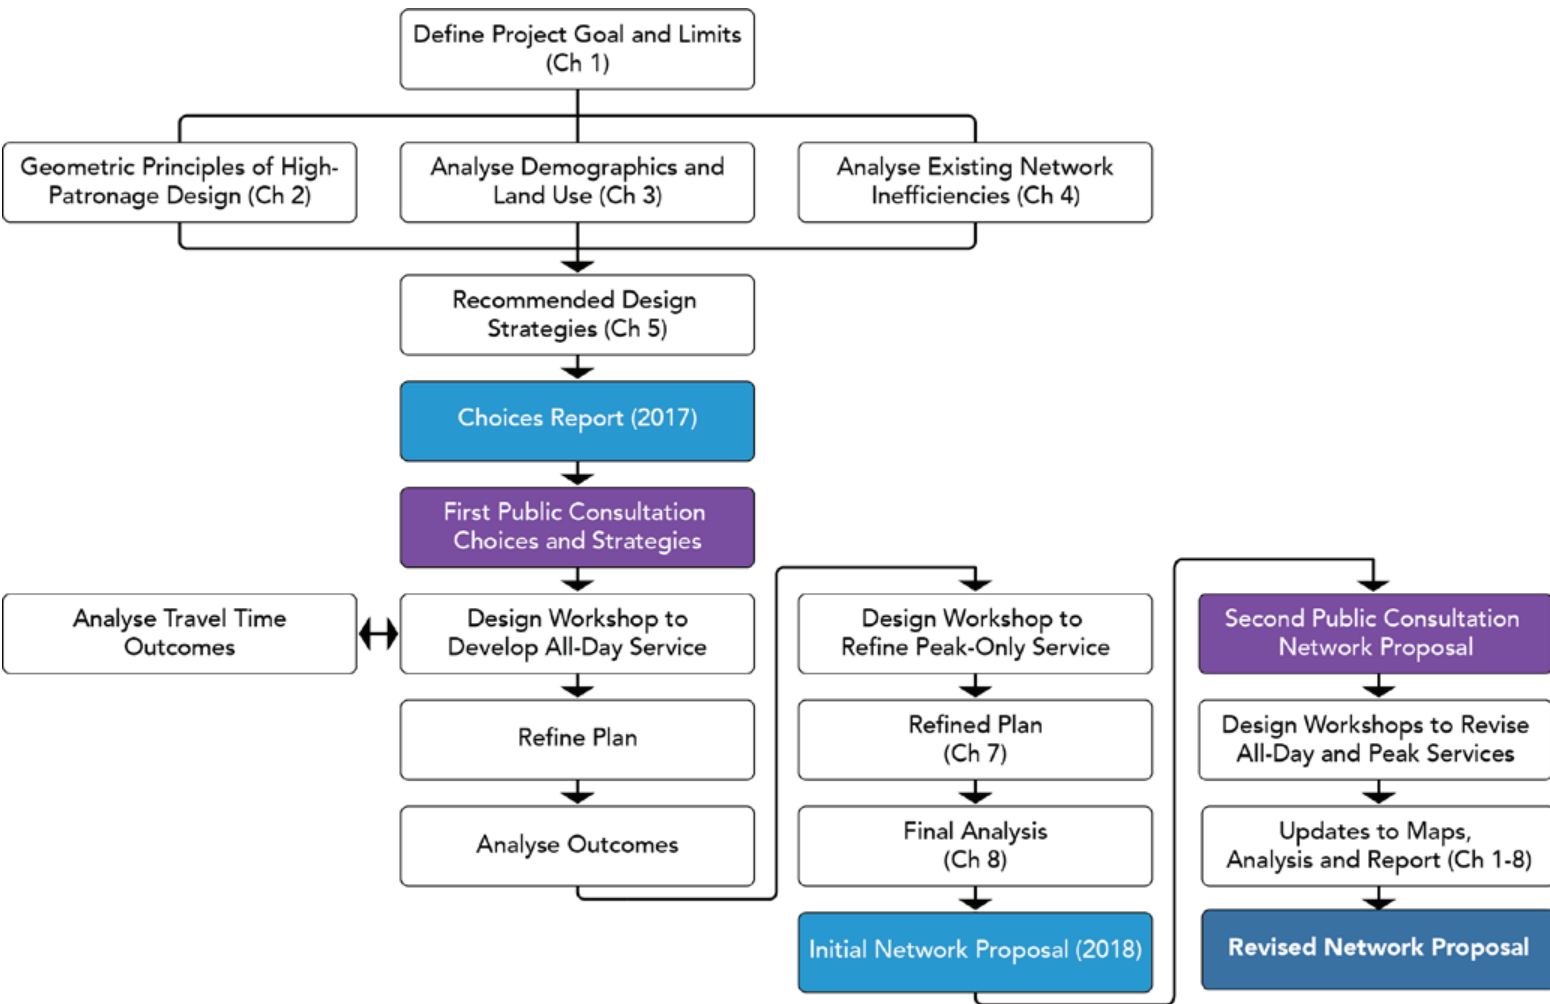 Define Project Goal and Limits
(Ch 1)
Geometric Principles of High-
Patronage Design (Ch 2)
Analyse Demographics and
Land Use (Ch 3)
Analyse Existing Network
Inefficiencies (Ch 4)
Recommended Design
Strategies (Ch 5)
Choices Report (2017)
First Public Consultation
Choices and Strategies
Analyse Travel Time
Outcomes
Design Workshop to
Develop All-Day Service
Refine Plan
Analyse Outcomes
Design Workshop to
Refine Peak-Only Service
Refined Plan
(Ch 7)
Final Analysis
(Ch 8)
Initial Network Proposal (2018)
Second Public Consultation
Network Proposal
Design Workshops to Revise
All-Day and Peak Services
Updates to Maps,
Analysis and Report (Ch 1-8)
Revised Network Proposal